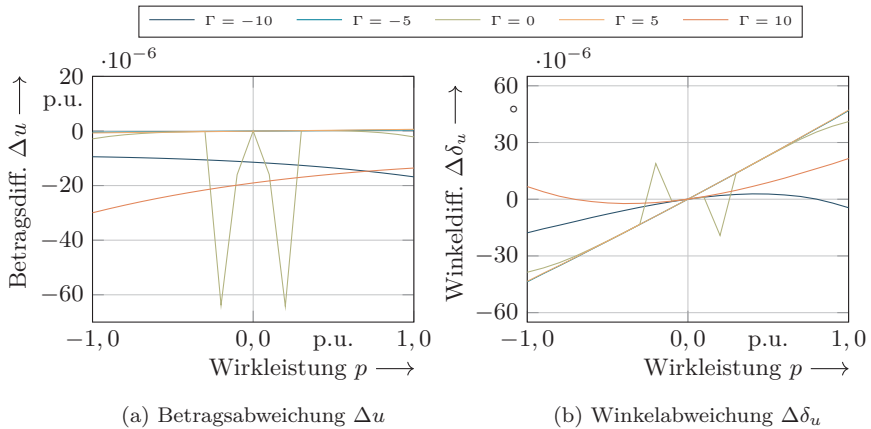 Γ = −10 Γ = −5 Γ = 0 Γ = 5 Γ = 10
·10−6
20
p.u.
0
−20
−40
−60
−1, 0 0, 0 p.u. 1, 0
Betragsdiff. Δu ⟶
Wirkleistung p ⟶
(a) Betragsabweichung Δu
·10−6
60
°
30
0
−30
−60
−1, 0 0, 0 p.u. 1, 0
Winkeldiff. Δδu ⟶
Wirkleistung p ⟶
(b) Winkelabweichung Δδu